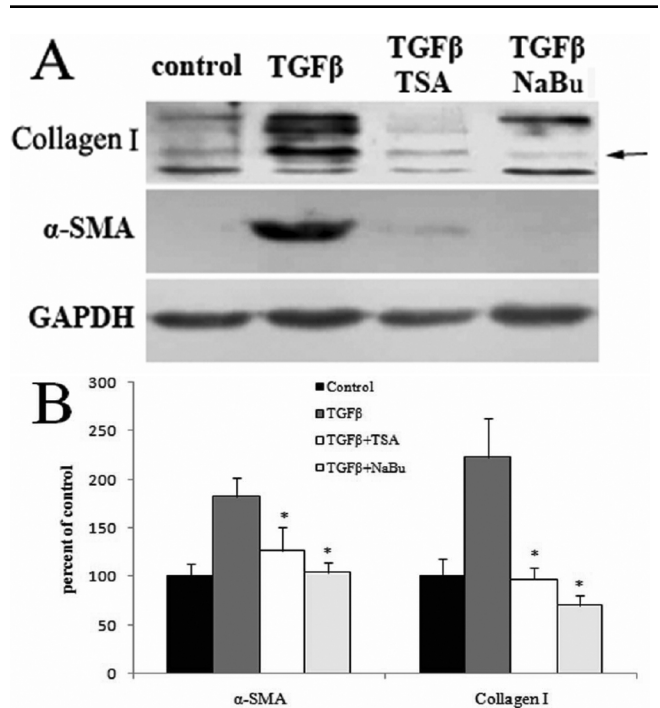 A
control TGFβ TGFβ TSA TGFβ NaBu
Collagen I
α-SMA
GAPDH
B
300
250
200
150
100
50
0
percent of control
Control
TGFβ
TGFβ+TSA
TGFβ+NaBu
*
*
*
*
α-SMA Collagen I